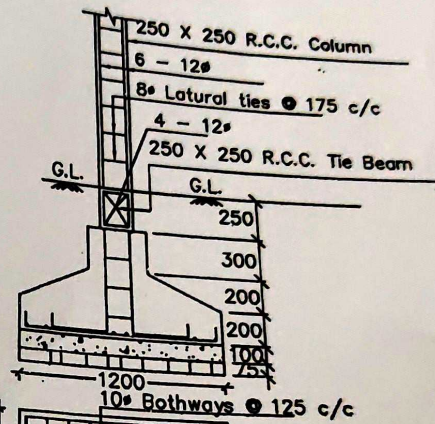 250 X 250 R.C.C. Column
6 - 12ø
8ø Latural ties @ 175 c/c
4 - 12ø
250 X 250 R.C.C. Tie Beam
G.L.
G.L.
250
300
200
200
100
75
1200
10ø Bothways @ 125 c/c